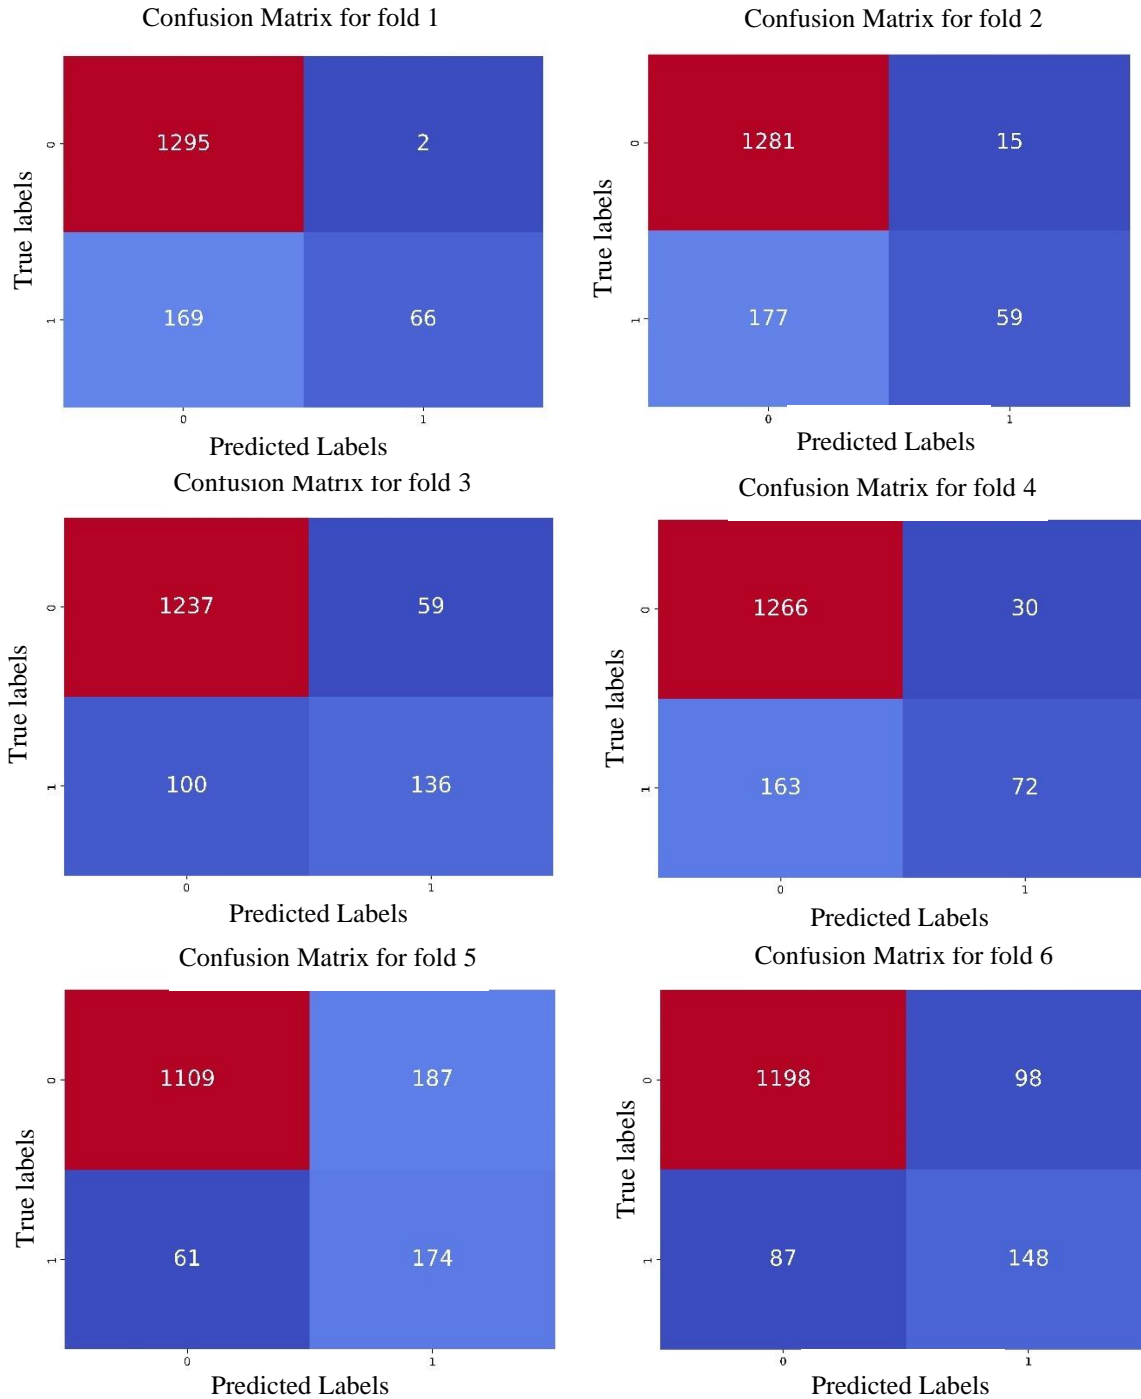 Confusion Matrix for fold 1
True labels
0
1295
2
1
169
66
0
1
Predicted Labels
Confusion Matrix for fold 2
True labels
0
1281
15
1
177
59
0
1
Predicted Labels
Confusion Matrix for fold 3
True labels
0
1237
59
1
100
136
0
1
Predicted Labels
Confusion Matrix for fold 4
True labels
0
1266
30
1
163
72
0
1
Predicted Labels
Confusion Matrix for fold 5
True labels
0
1109
187
1
61
174
0
1
Predicted Labels
Confusion Matrix for fold 6
True labels
0
1198
98
1
87
148
0
1
Predicted Labels